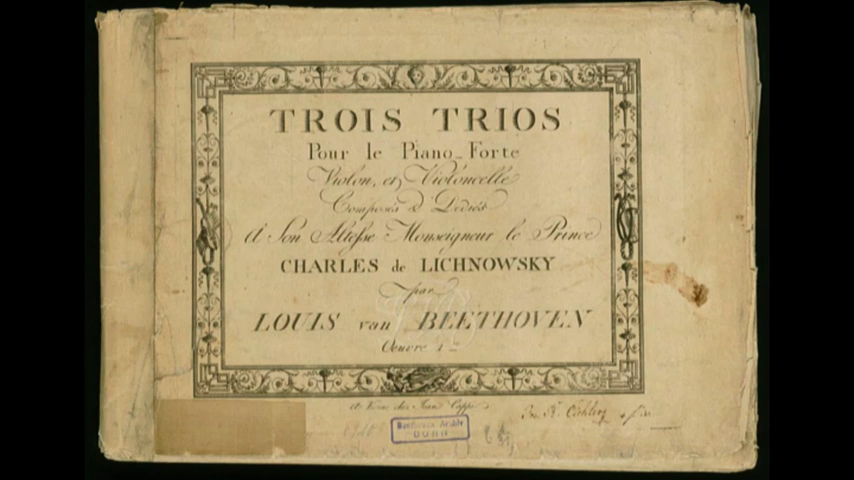 TROIS TRIOS
Pour le Piano-Forte
Violon, et Violoncelle
Composés & Dediés
A Son Altesse Monseigneur le Prince
CHARLES de LICHNOWSKY
par
LOUIS van BEETHOVEN
Oeuvre 1
A Vienne chez Jean Cappi
Beethoven Archiv
BONN